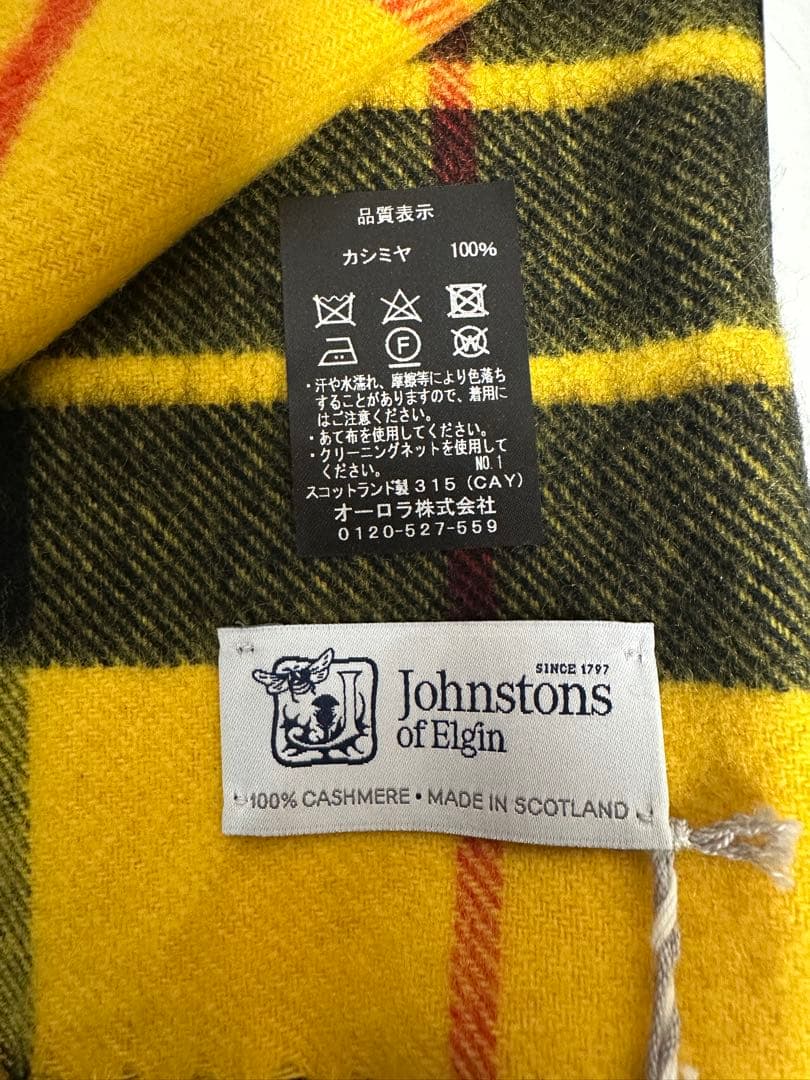 品質表示
カシミヤ 100%
F
W
・汗や水濡れ、摩擦等により色落ち
することがありますので、着用に
はご注意ください。
・あて布を使用してください。
・クリーニングネットを使用して
ください。 NO.1
スコットランド製 315 (CAY)
オーロラ株式会社
0120-527-559
SINCE 1797
J
Johnstons
of Elgin
100% CASHMERE • MADE IN SCOTLAND